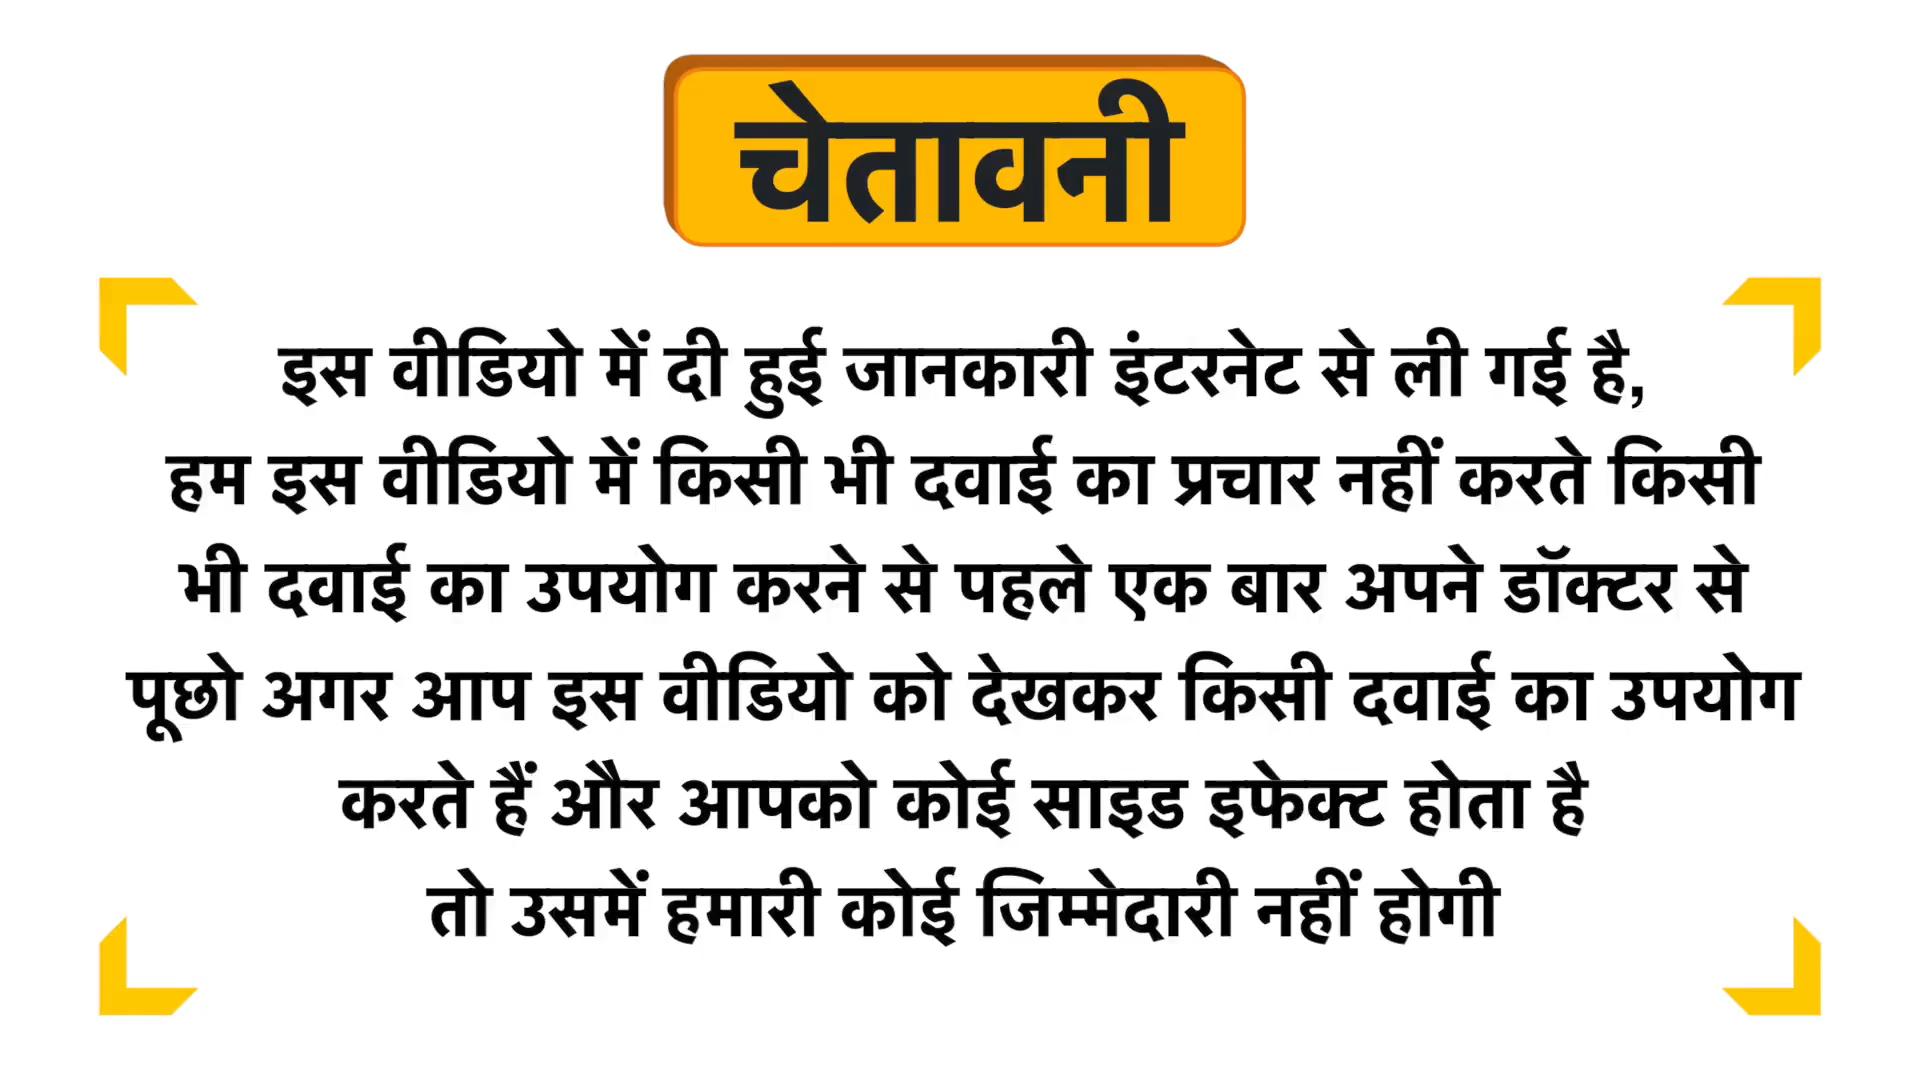 चेतावनी
इस वीडियो में दी हुई जानकारी इंटरनेट से ली गई है,
हम इस वीडियो में किसी भी दवाई का प्रचार नहीं करते किसी
भी दवाई का उपयोग करने से पहले एक बार अपने डॉक्टर से
पूछो अगर आप इस वीडियो को देखकर किसी दवाई का उपयोग
करते हैं और आपको कोई साइड इफेक्ट होता है
तो उसमें हमारी कोई जिम्मेदारी नहीं होगी